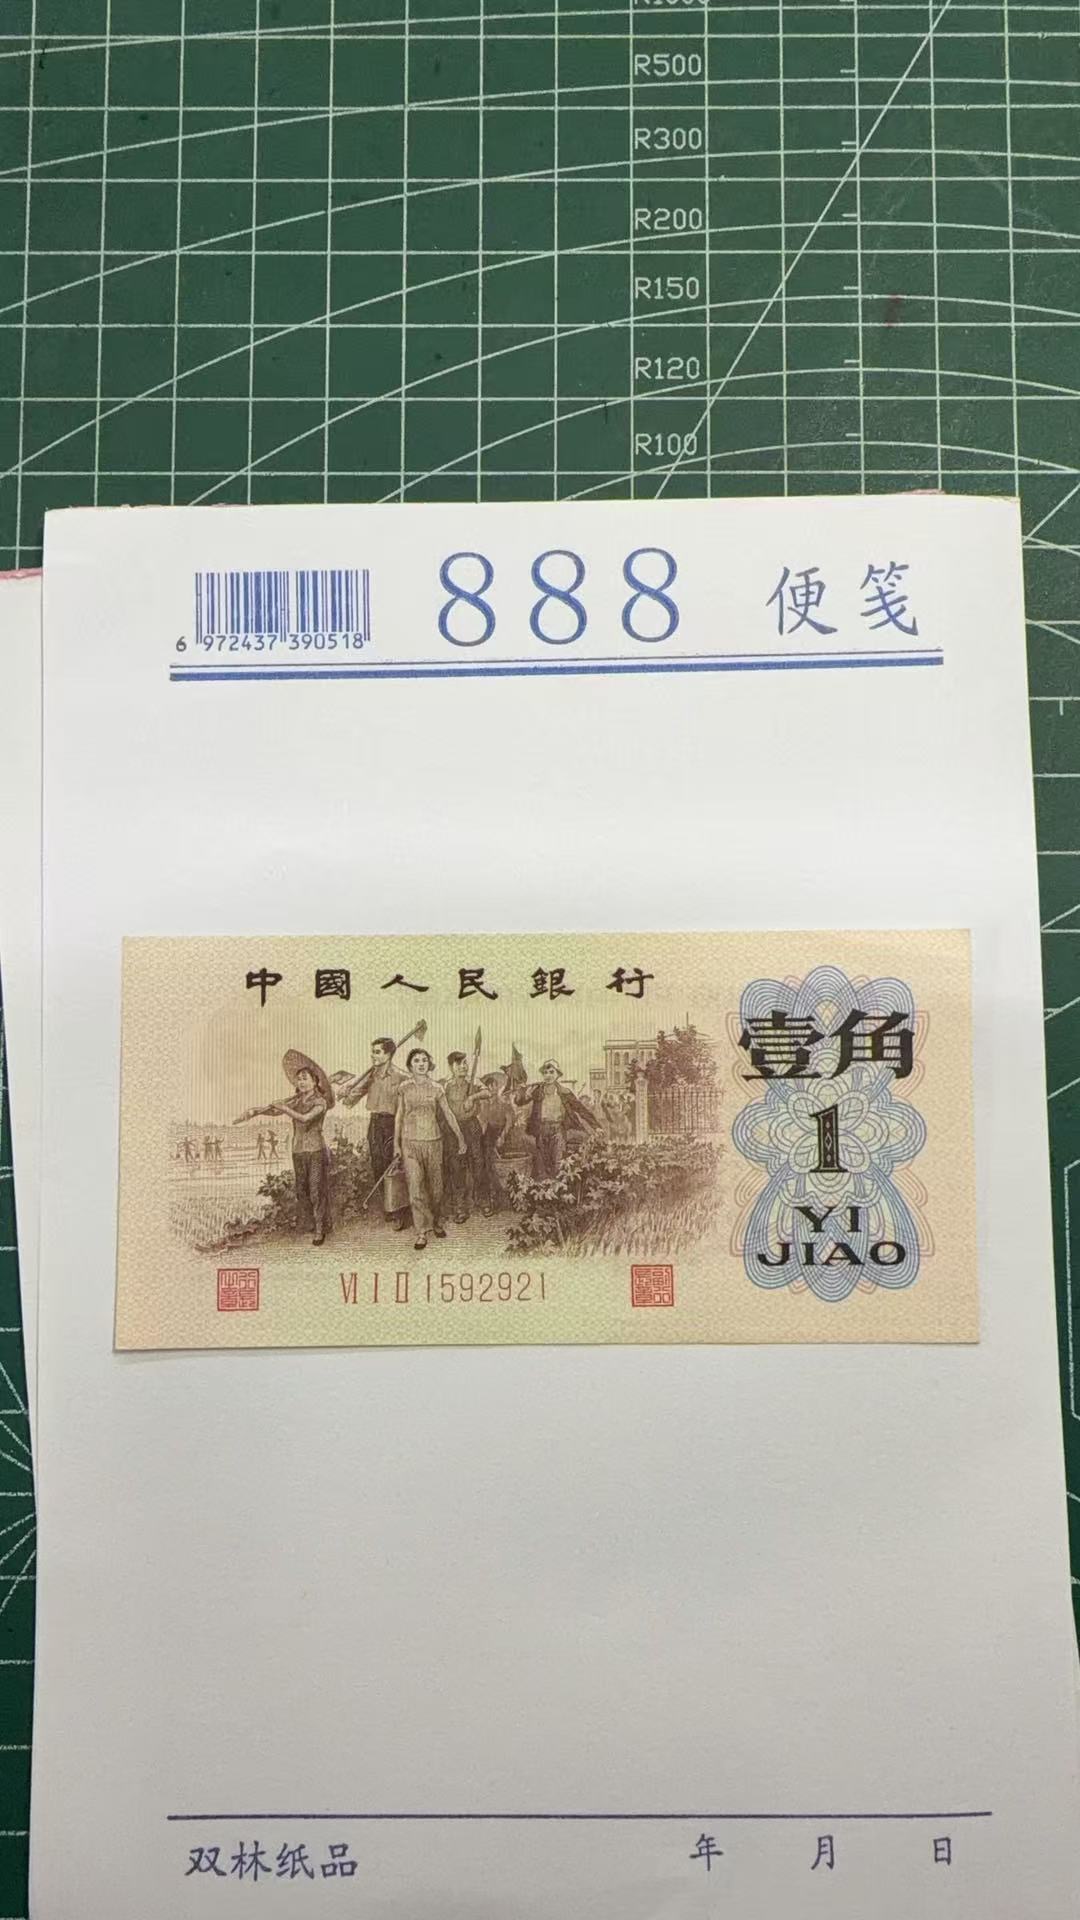 R500
R300
R200
R150
R120
R100
888 便笺
6 972437 390518
中國人民銀行
壹角
1
YI
JIAO
VI I II 1592921
双林纸品 年 月 日